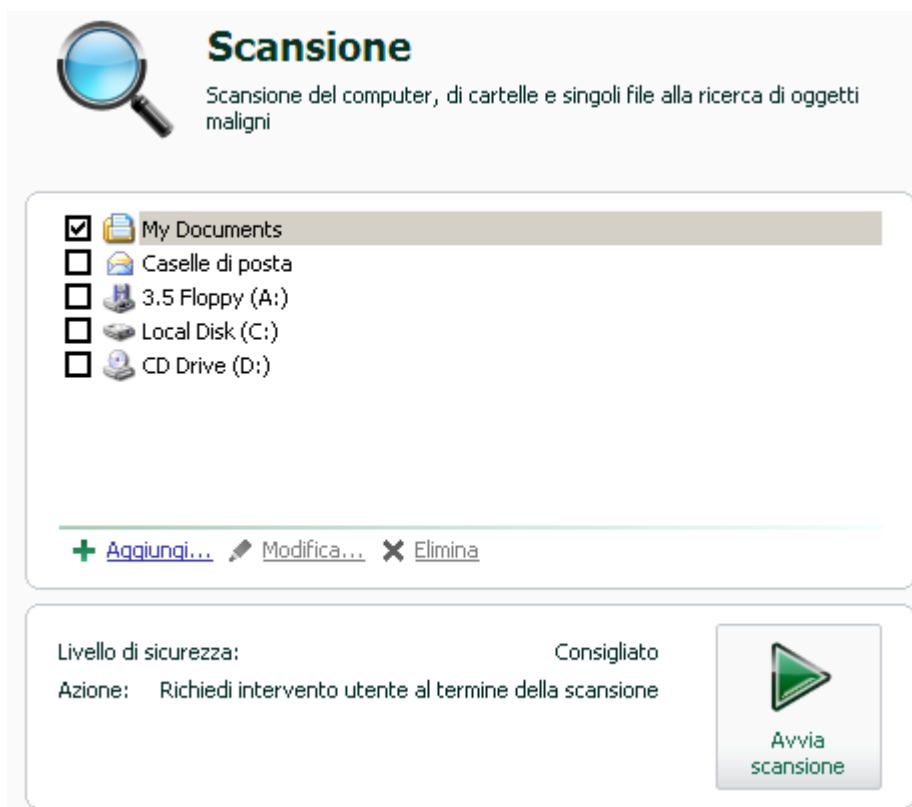 Scansione
Scansione del computer, di cartelle e singoli file alla ricerca di oggetti
maligni
My Documents
Caselle di posta
3.5 Floppy (A:)
Local Disk (C:)
CD Drive (D:)
Aggiungi... Modifica... Elimina
Livello di sicurezza: Consigliato
Azione: Richiedi intervento utente al termine della scansione
Avvia
scansione